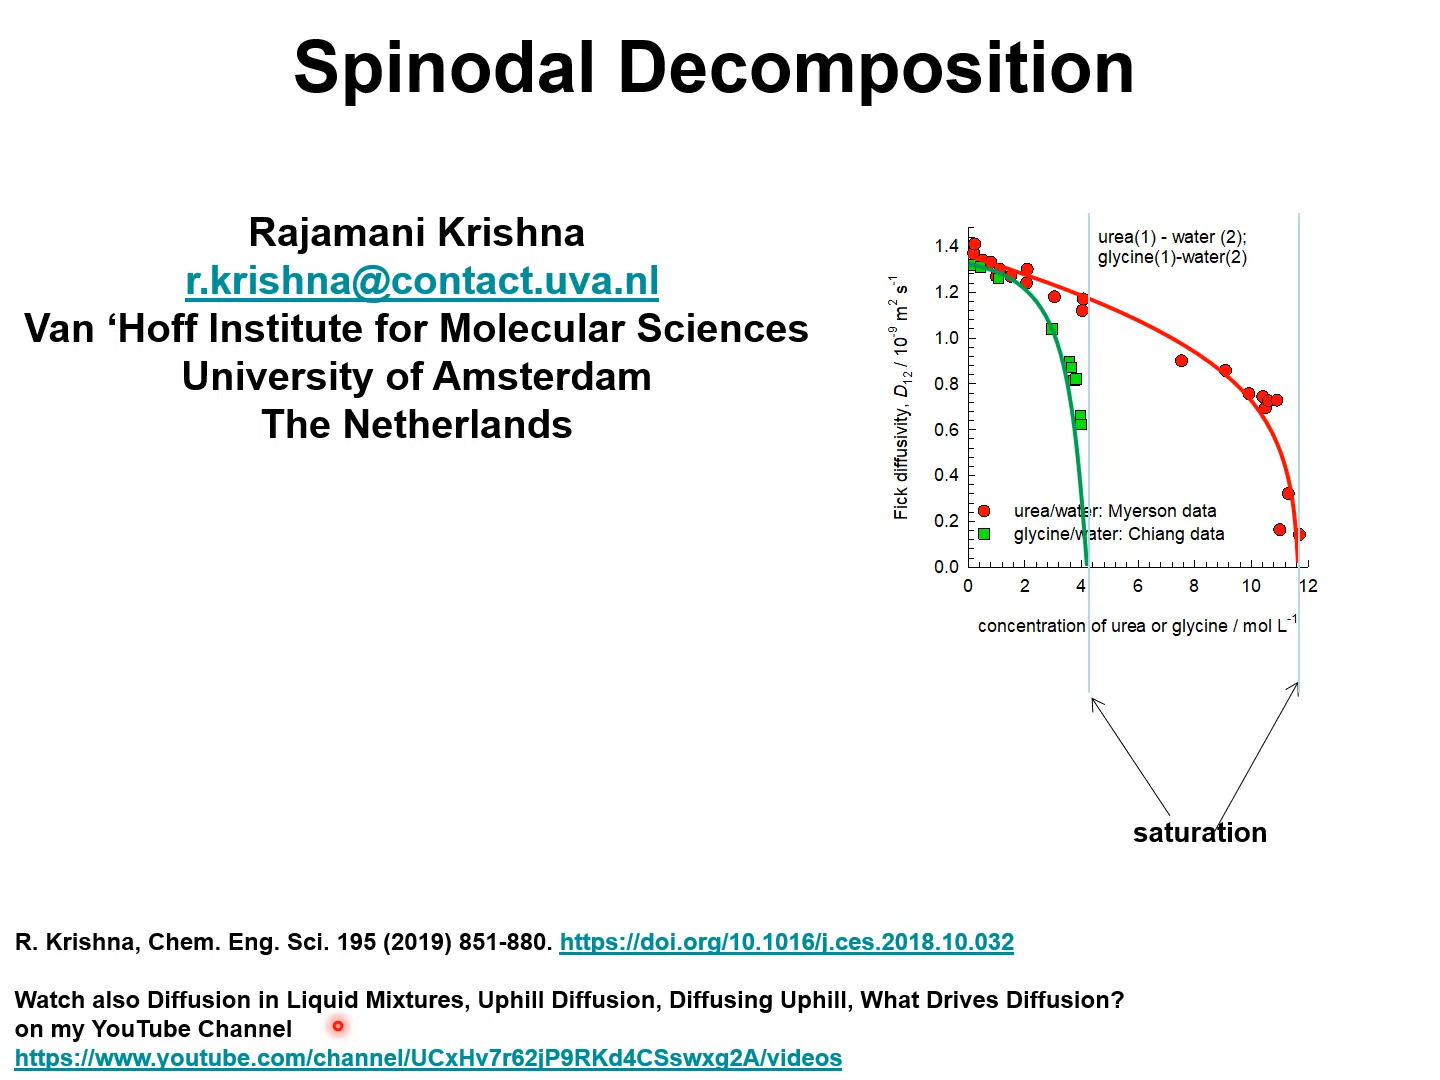 Spinodal Decomposition
Rajamani Krishna
r.krishna@contact.uva.nl
Van ‘Hoff Institute for Molecular Sciences
University of Amsterdam
The Netherlands
urea(1) - water (2);
glycine(1)-water(2)
Fick diffusivity, D12 / 10-9 m2 s-1
1.4
1.2
1.0
0.8
0.6
0.4
0.2
0.0
urea/water: Myerson data
glycine/water: Chiang data
0 2 4 6 8 10 12
concentration of urea or glycine / mol L-1
saturation
R. Krishna, Chem. Eng. Sci. 195 (2019) 851-880. https://doi.org/10.1016/j.ces.2018.10.032
Watch also Diffusion in Liquid Mixtures, Uphill Diffusion, Diffusing Uphill, What Drives Diffusion?
on my YouTube Channel
https://www.youtube.com/channel/UCxHv7r62jP9RKd4CSswxg2A/videos